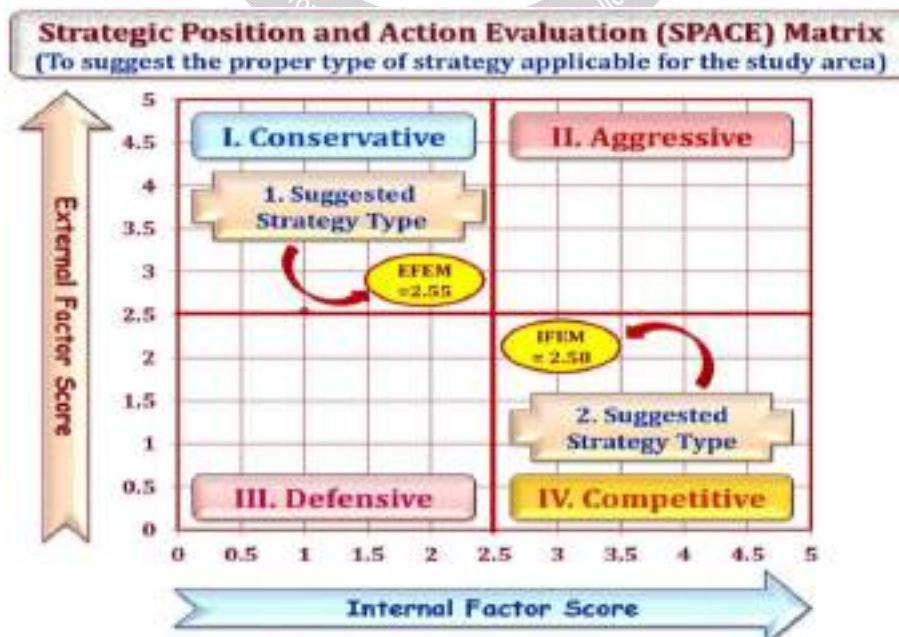 Strategic Position and Action Evaluation (SPACE) Matrix
(To suggest the proper type of strategy applicable for the study area)
External Factor Score
5
4.5
4
3.5
3
2.5
2
1.5
1
0.5
0
I. Conservative
II. Aggressive
1. Suggested
Strategy Type
EFEM
=2.55
IFEM
= 2.50
2. Suggested
Strategy Type
III. Defensive
IV. Competitive
0 0.5 1 1.5 2 2.5 3 3.5 4 4.5 5
Internal Factor Score